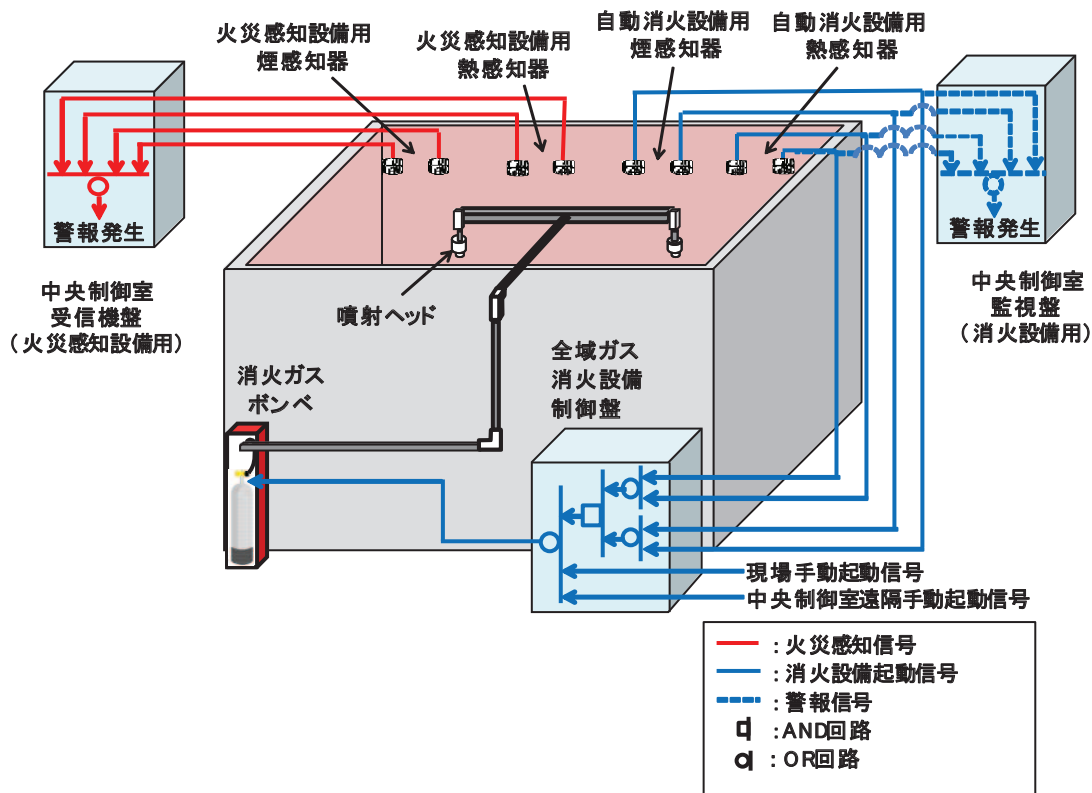 火災感知設備用
煙感知器
火災感知設備用
熱感知器
自動消火設備用
煙感知器
自動消火設備用
熱感知器
警報発生
中央制御室
受信機盤
（火災感知設備用）
警報発生
中央制御室
監視盤
（消火設備用）
噴射ヘッド
消火ガス
ボンベ
全域ガス
消火設備
制御盤
現場手動起動信号
中央制御室遠隔手動起動信号
：火災感知信号
：消火設備起動信号
：警報信号
：AND回路
：OR回路